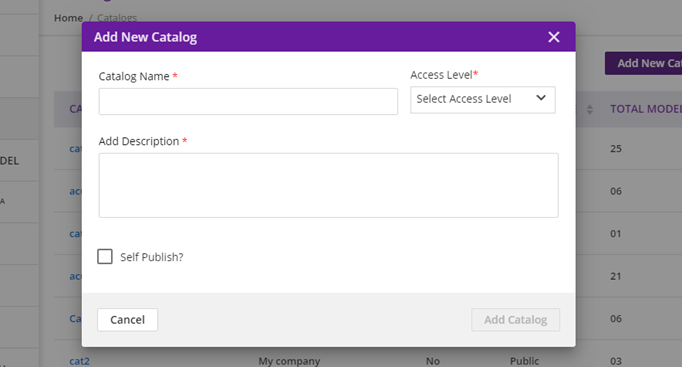 Home / Catalogs
Add New Catalog
Add New Cat
Catalog Name *
Access Level*
Select Access Level
CA
TOTAL MODEL
Add Description *
cat
25
DEL
ac
06
A
cat
01
Self Publish?
ac
21
Ca
06
Cancel
Add Catalog
cat2
My company
No
Public
03